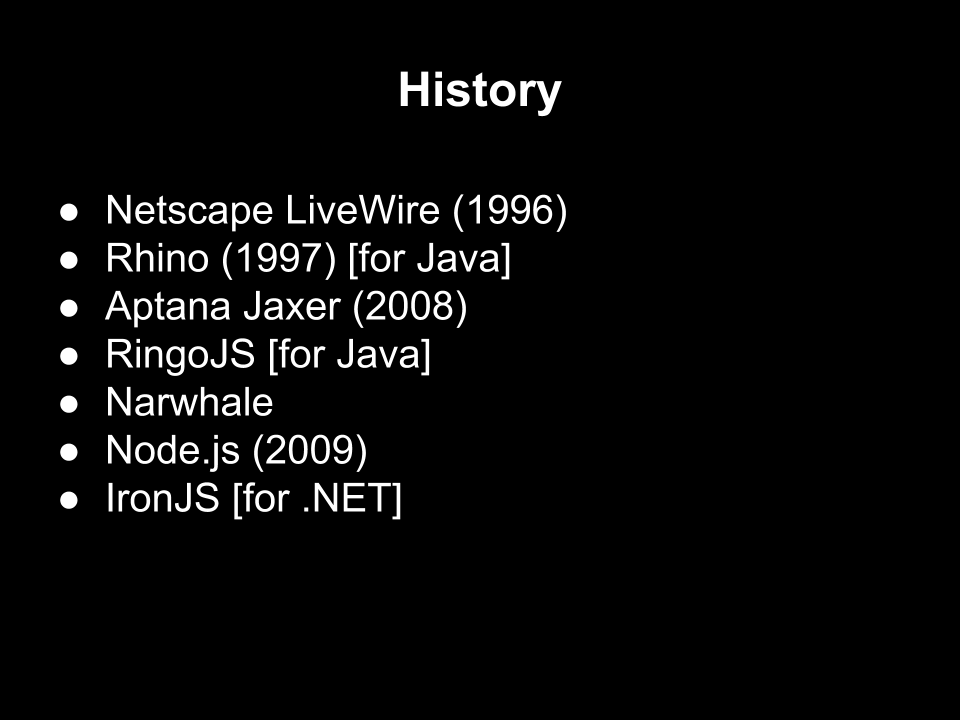 History
● Netscape LiveWire (1996)
● Rhino (1997) [for Java]
● Aptana Jaxer (2008)
● RingoJS [for Java]
● Narwhale
● Node.js (2009)
● IronJS [for .NET]